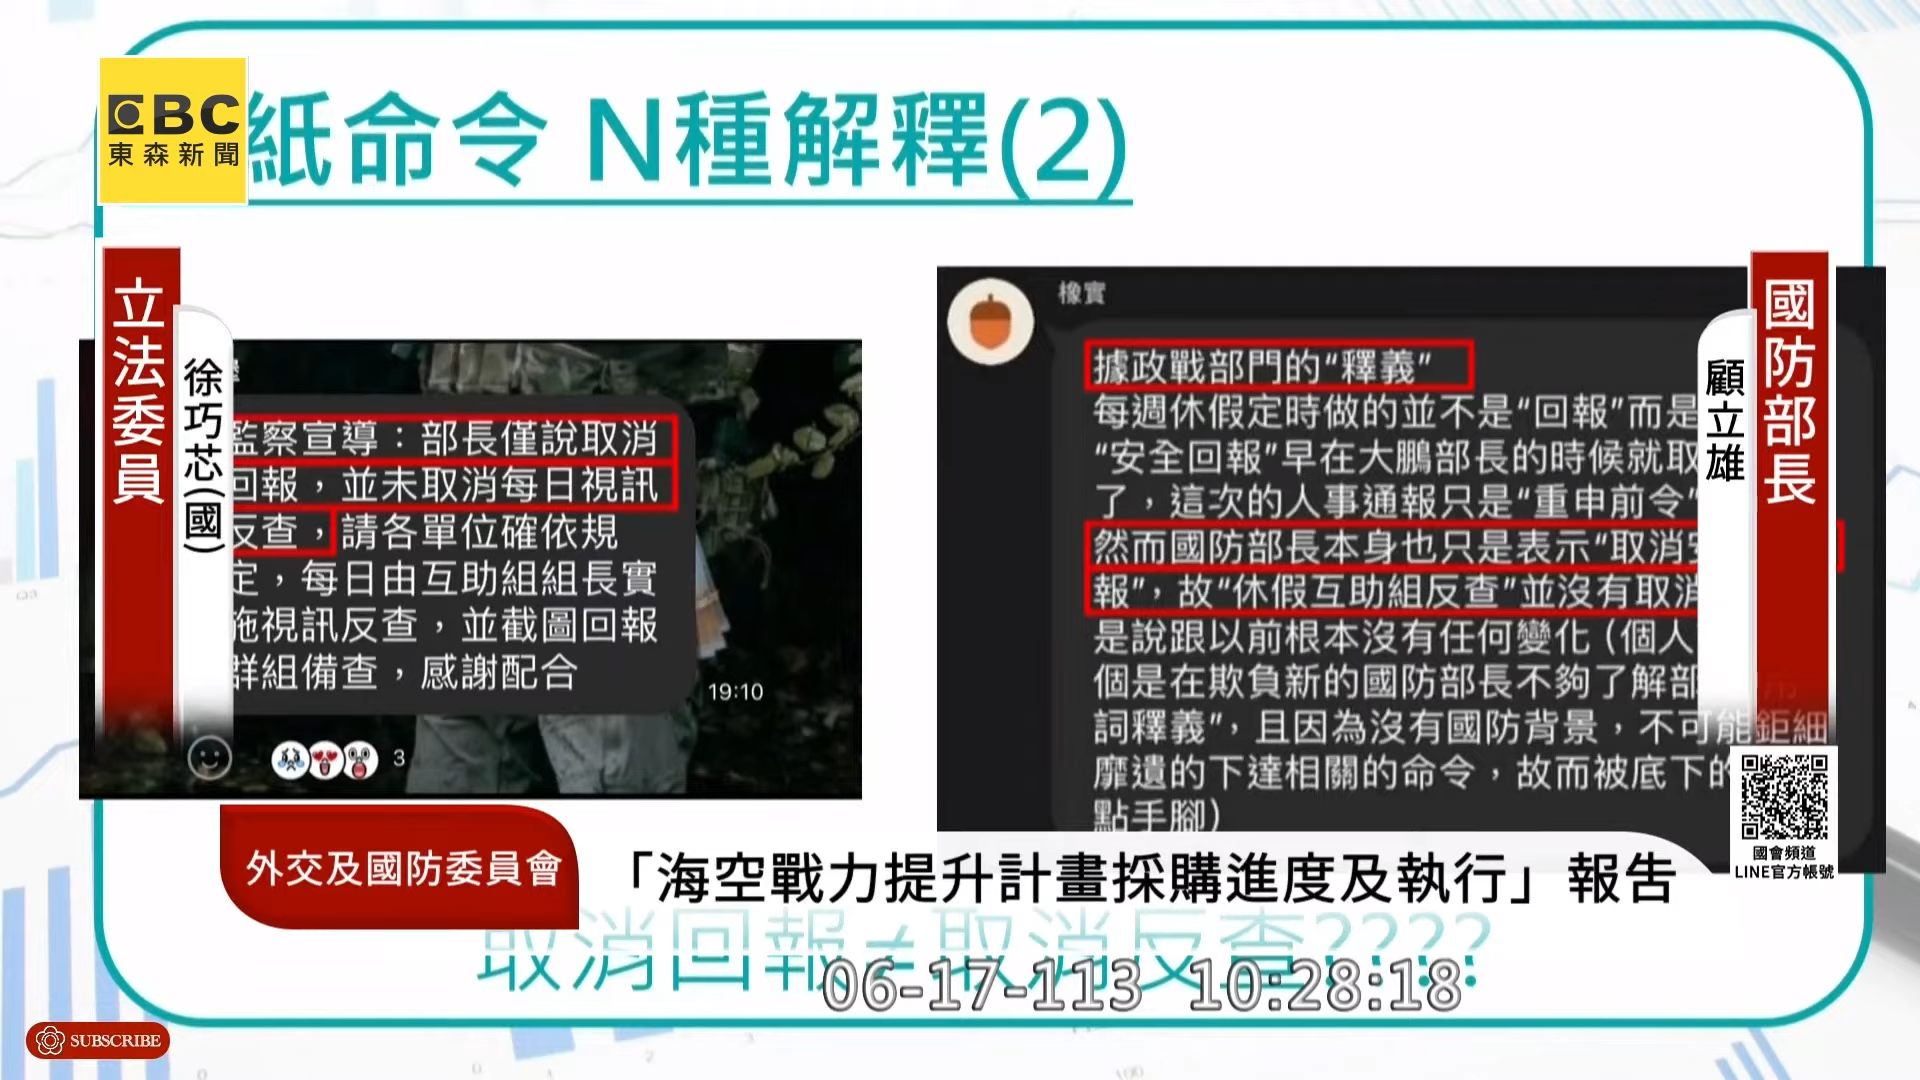 EBC
東森新聞
紙命令 N種解釋(2)
立法委員
徐巧芯(國)
監察宣導：部長僅說取消
回報，並未取消每日視訊
反查，請各單位確依規
定，每日由互助組組長實
施視訊反查，並截圖回報
群組備查，感謝配合
19:10
3
橡實
據政戰部門的“釋義”
每週休假定時做的並不是“回報”而是
“安全回報”早在大鵬部長的時候就取
了，這次的人事通報只是“重申前令”
然而國防部長本身也只是表示“取消
報”，故“休假互助組反查”並沒有取消
是說跟以前根本沒有任何變化（個人
個是在欺負新的國防部長不夠了解部
詞釋義”，且因為沒有國防背景，不可能鉅細
靡遺的下達相關的命令，故而被底下的
點手腳）
國防部長
顧立雄
國會頻道
LINE官方帳號
外交及國防委員會
「海空戰力提升計畫採購進度及執行」報告
取消回報≠取消反查????
06-17-113 10:28:18
SUBSCRIBE